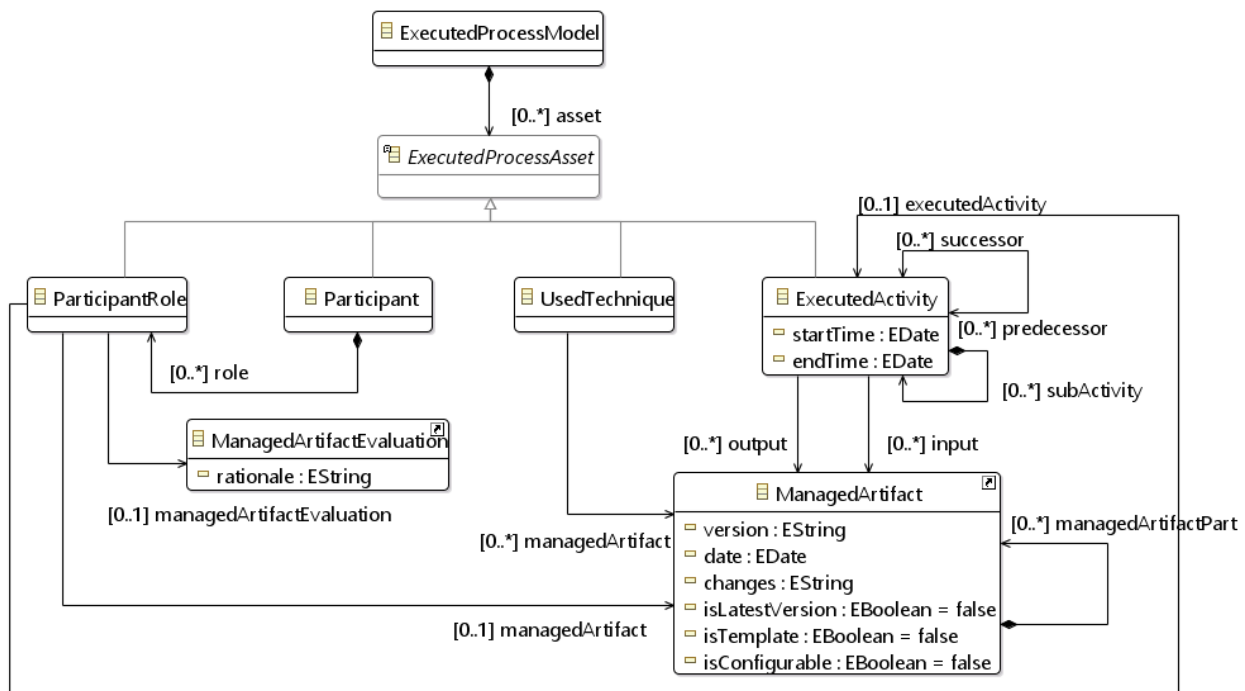 ExecutedProcessModel
[0..*] asset
ExecutedProcessAsset
[0..1] executedActivity
[0..*] successor
ParticipantRole
Participant
UsedTechnique
ExecutedActivity
startTime : EDate
endTime : EDate
[0..*] predecessor
[0..*] role
[0..*] subActivity
ManagedArtifactEvaluation
rationale : EString
[0..*] output
[0..*] input
[0..1] managedArtifactEvaluation
ManagedArtifact
version : EString
date : EDate
changes : EString
isLatestVersion : EBoolean = false
isTemplate : EBoolean = false
isConfigurable : EBoolean = false
[0..*] managedArtifactPart
[0..*] managedArtifact
[0..1] managedArtifact